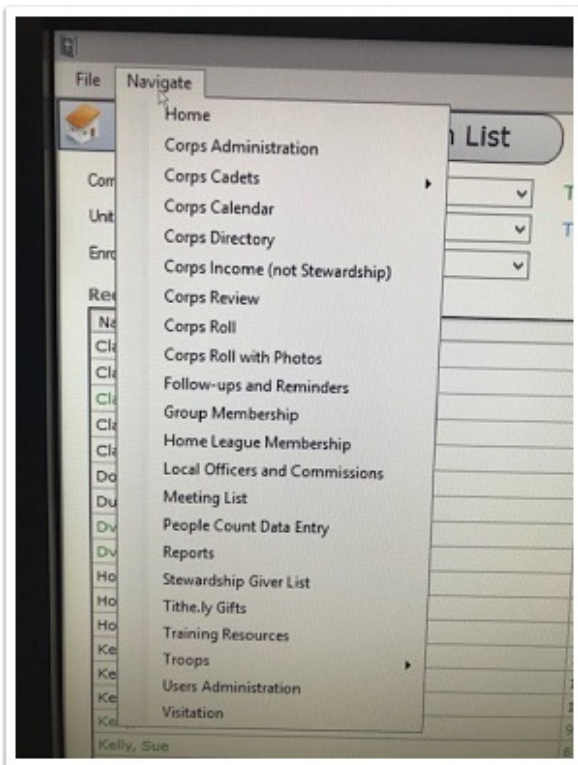 File Navigate
Home
List
Corps Administration
Corps Cadets
Corps Calendar
Corps Directory
Corps Income (not Stewardship)
Corps Review
Corps Roll
Corps Roll with Photos
Follow-ups and Reminders
Group Membership
Home League Membership
Local Officers and Commissions
Meeting List
People Count Data Entry
Reports
Stewardship Giver List
Tithe.ly Gifts
Training Resources
Troops
Users Administration
Visitation
Kelly, Sue